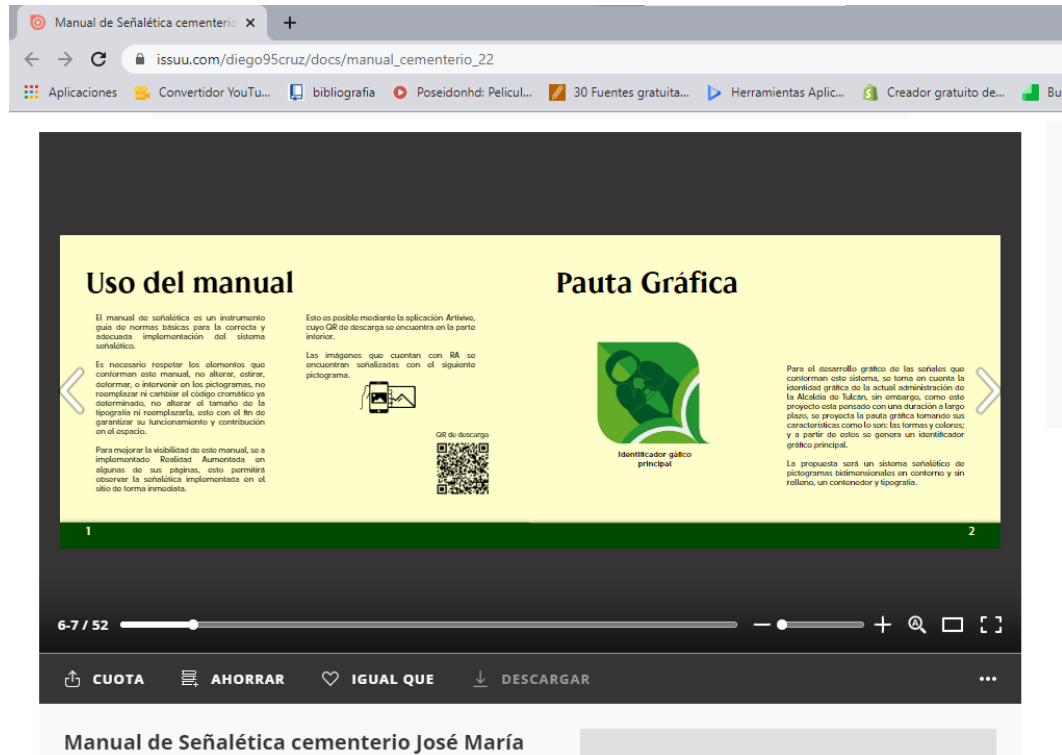 Manual de Señalética cementeric
issuu.com/diego95cruz/docs/manual_cementerio_22
Aplicaciones
Convertidor YouTu...
bibliografia
Poseidonhd: Pelicul...
30 Fuentes gratuita...
Herramientas Aplic...
Creador gratuito de...
Bu
Uso del manual
El manual de señalética es un instrumento
guía de normas básicas para la correcta y
adecuada implementación del sistema
señalético.
Es necesario respetar los elementos que
conforman este manual, no alterar, estirar,
deformar, o intervenir en los pictogramas, no
reemplazar ni cambiar el código cromático ya
determinado, no alterar el tamaño de la
tipografía ni reemplazarla, esto con el fin de
garantizar su funcionamiento y contribución
en el espacio.
Para mejorar la visibilidad de este manual, se a
implementado Realidad Aumentada en
algunas de sus páginas, esto permitirá
observar la señalética implementada en el
sitio de forma inmediata.
Esto es posible mediante la aplicación Artivive,
cuyo QR de descarga se encuentra en la parte
inferior.
Las imágenes que cuentan con RA se
encuentran señalizadas con el siguiente
pictograma.
QR de descarga
1
Pauta Gráfica
Identificador gáfico
principal
Para el desarrollo gráfico de las señales que
conforman este sistema, se toma en cuenta la
identidad gráfica de la actual administración de
la Alcaldía de Tulcán, sin embargo, como este
proyecto esta pensado con una duración a largo
plazo, se proyecta la pauta gráfica tomando sus
características como lo son: las formas y colores;
y a partir de estos se genera un identificador
gráfico principal.
La propuesta será un sistema señalético de
pictogramas bidimensionales en contorno y sin
relleno, un contenedor y tipografía.
2
6-7 / 52
CUOTA
AHORRAR
IGUAL QUE
DESCARGAR
Manual de Señalética cementerio José María